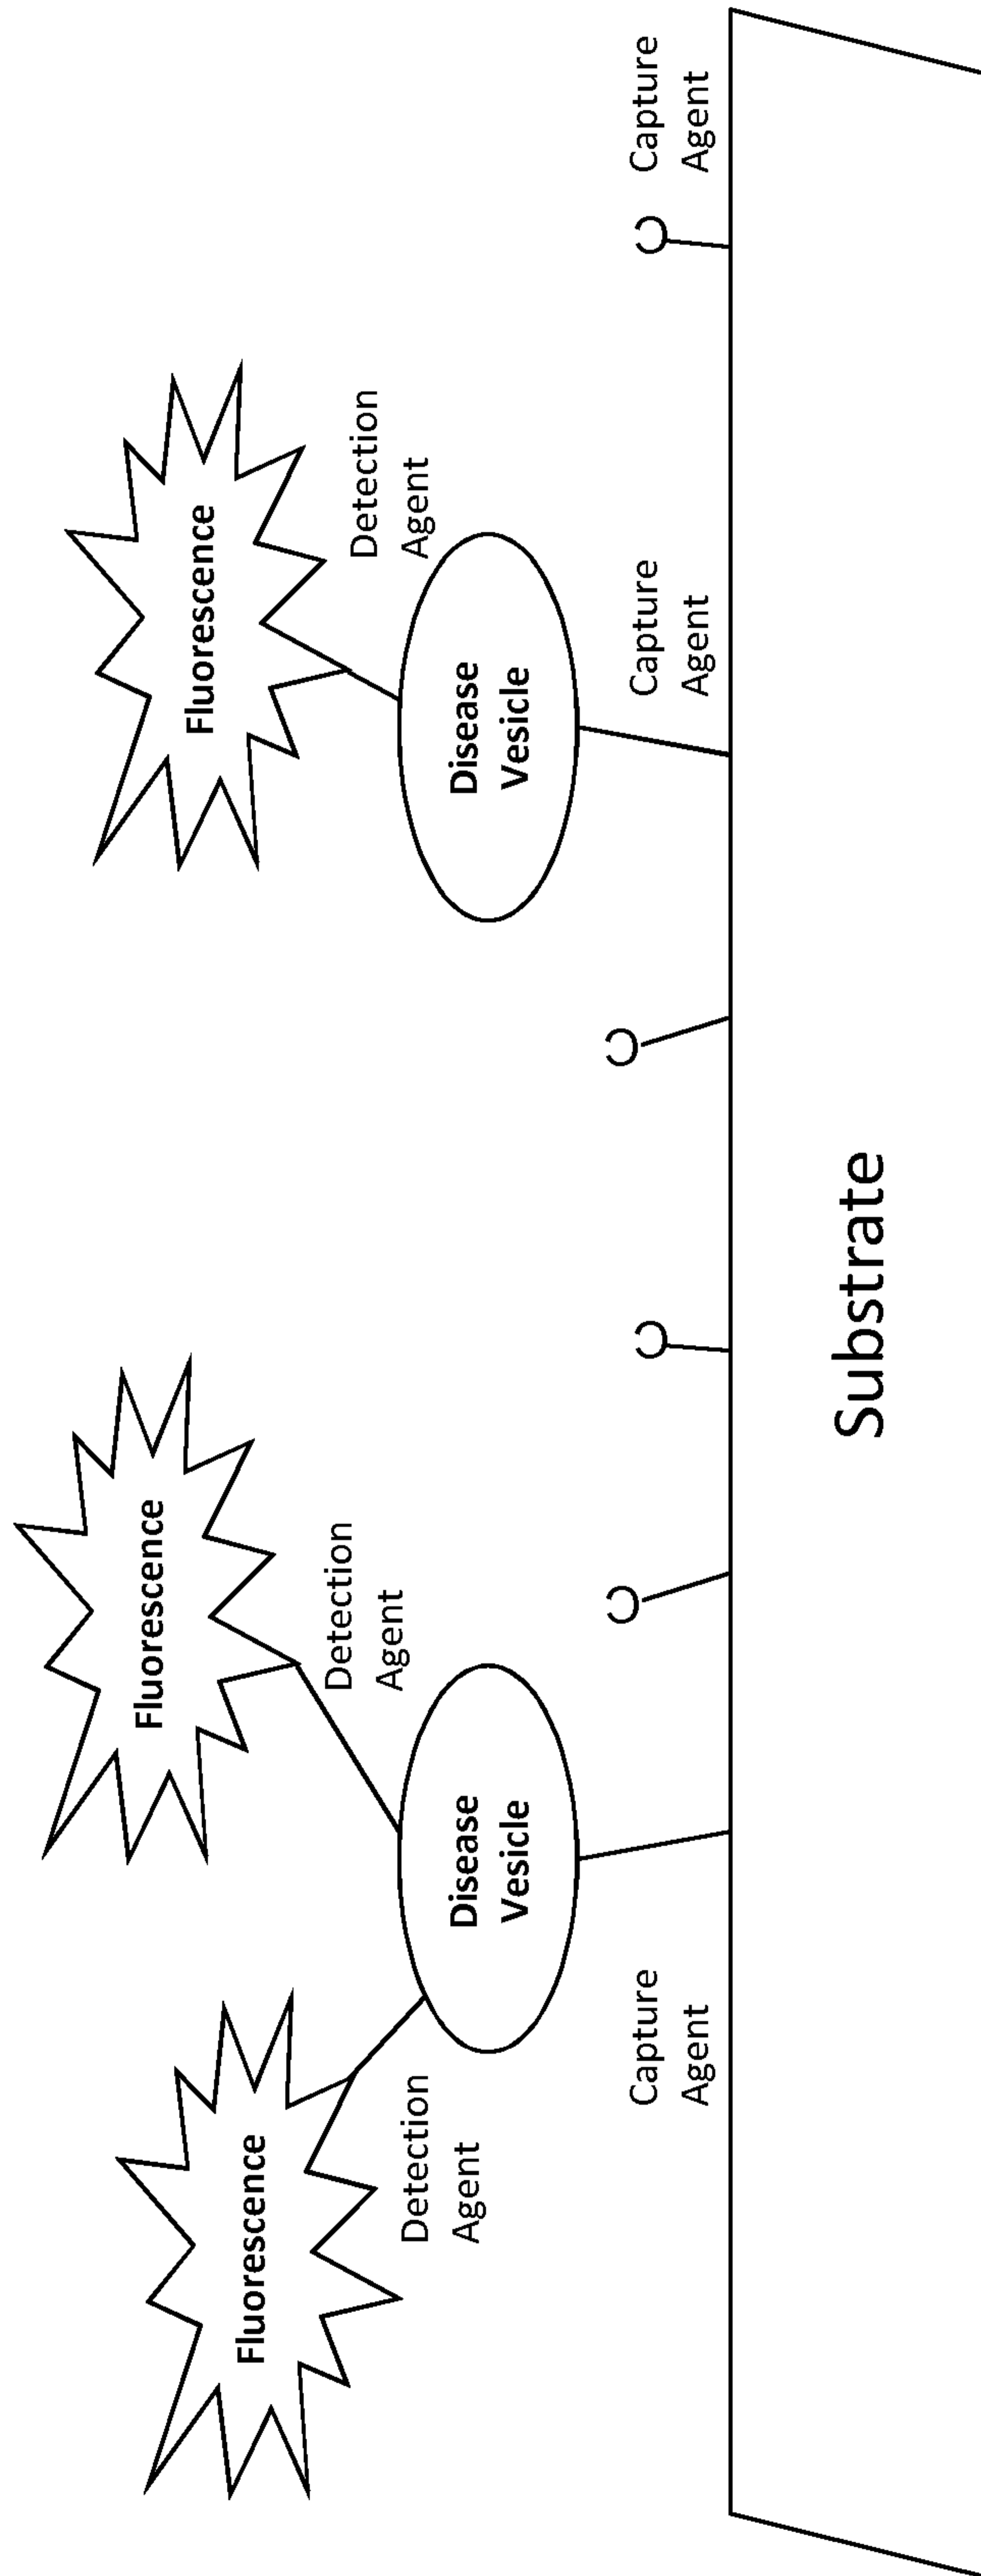 Fluorescence
Fluorescence
Fluorescence
Detection
Agent
Detection
Agent
Detection
Agent
Disease
Vesicle
Disease
Vesicle
Capture
Agent
Capture
Agent
Capture
Agent
Substrate